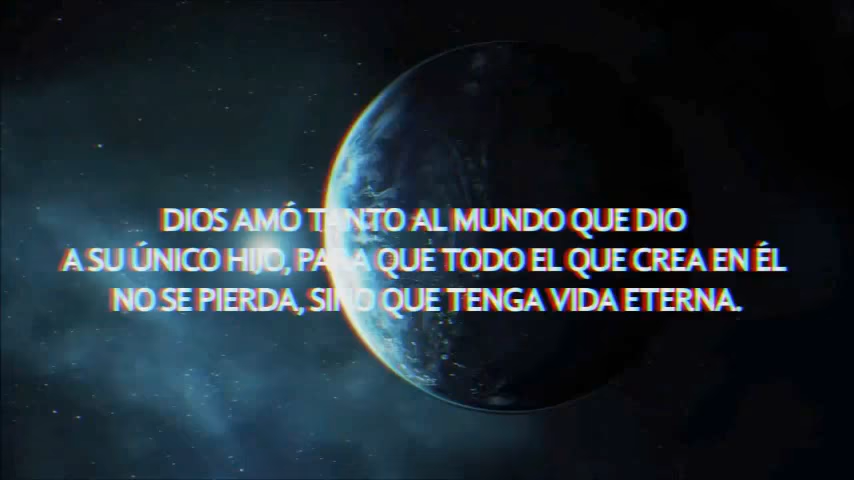 DIOS AMÓ TANTO AL MUNDO QUE DIO
A SU ÚNICO HIJO, PARA QUE TODO EL QUE CREA EN ÉL
NO SE PIERDA, SINO QUE TENGA VIDA ETERNA.